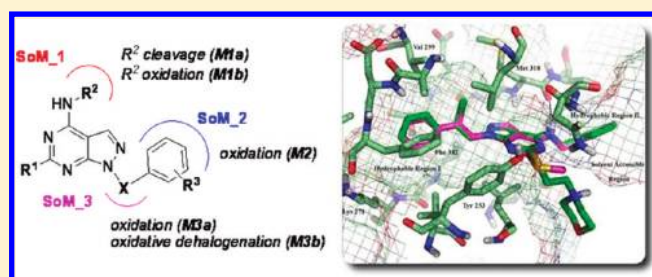 SoM_1
R² cleavage (M1a)
R² oxidation (M1b)
HN
R²
SoM_2
N
N
N
N
R¹
oxidation (M2)
SoM_3
X
R³
oxidation (M3a)
oxidative dehalogenation (M3b)
Val 299
Met 318
Hydrophobic Region II
Phe 382
Solvent Accessible
Region
Hydrophobic Region I
Tyr 253
Lys 271